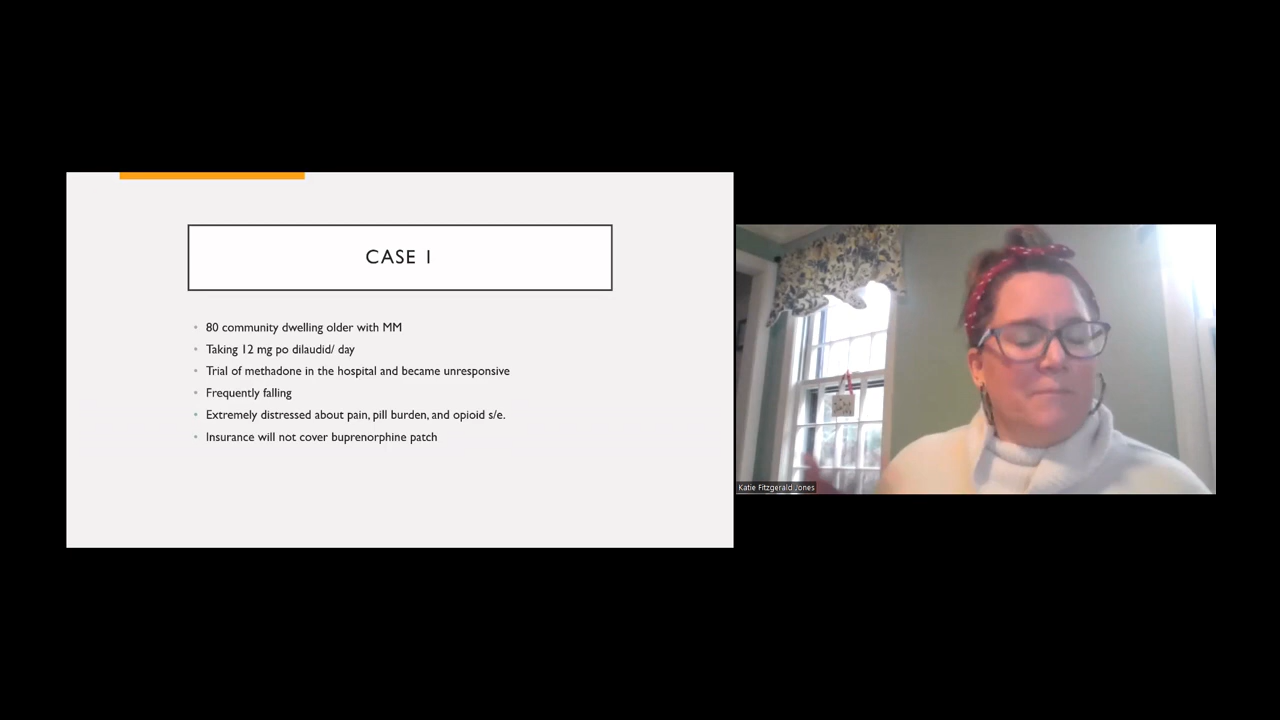 CASE 1
80 community dwelling older with MM
Taking 12 mg po dilaudid/ day
Trial of methadone in the hospital and became unresponsive
Frequently falling
Extremely distressed about pain, pill burden, and opioid s/e.
Insurance will not cover buprenorphine patch
Katie Fitzgerald Jones